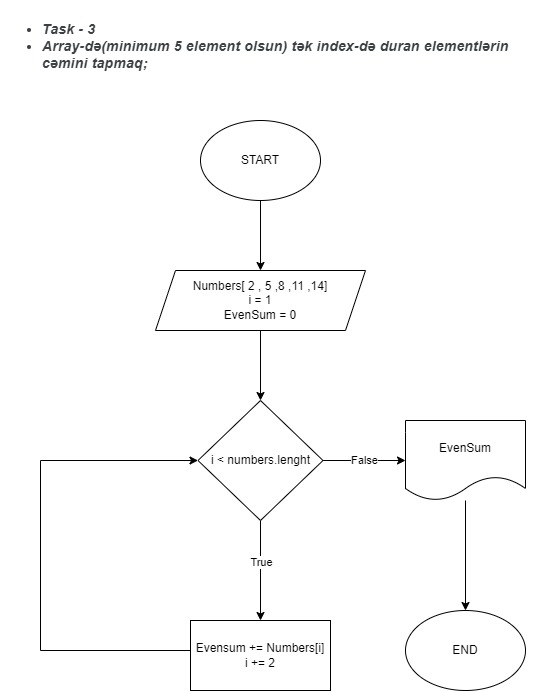 Task - 3
Array-də(minimum 5 element olsun) tək index-də duran elementlərin
cəmini tapmaq;
START
Numbers[ 2 , 5 ,8 ,11 ,14]
i = 1
EvenSum = 0
i < numbers.lenght
False
EvenSum
True
Evensum += Numbers[i]
i += 2
END